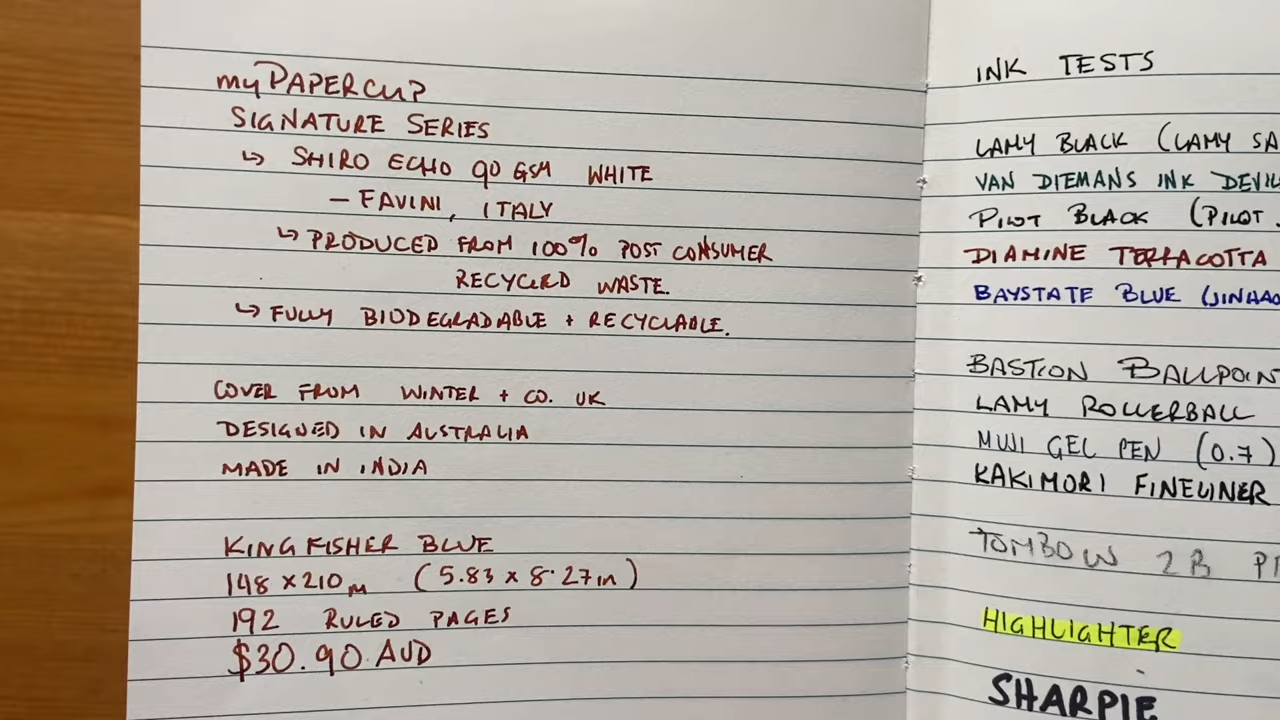 myPAPERCUP
SIGNATURE SERIES
↳ SHIRO ECHO 90 GSM WHITE
– FAVINI, ITALY
↳ PRODUCED FROM 100% POST CONSUMER
RECYCLED WASTE.
↳ FULLY BIODEGRADABLE + RECYCLABLE.
COVER FROM WINTER + CO. UK
DESIGNED IN AUSTRALIA
MADE IN INDIA
KINGFISHER BLUE
148 x 210mm (5.83 x 8.27in)
192 RULED PAGES
$30.90 AUD
INK TESTS
LAMY BLACK (LAMY SA
VAN DIEMANS INK DEVIL
PILOT BLACK (PILOT
DIAMINE TERRACOTTA
BAYSTATE BLUE (JINHAO
BASTION BALLPOIN
LAMY ROLLERBALL
MUJI GEL PEN (0.7)
KAKIMORI FINELINER
TOMBOW 2B
HIGHLIGHTER
SHARPIE